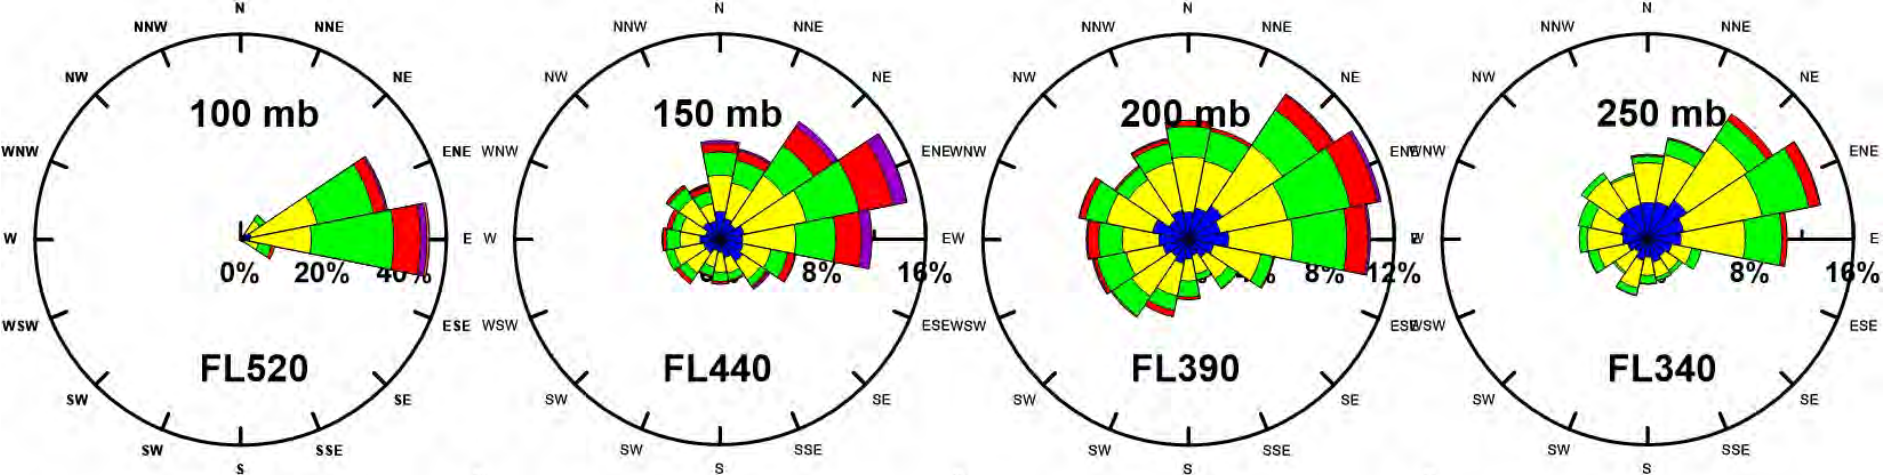 N N N N
NNW NNE NNW NNE NNW NNE NNW NNE
NW NE NW NE NW NE NW NE
100 mb 150 mb 200 mb 250 mb
WNW ENE WNW ENE WNW ENE WNW ENE
W E W E W E W E
0% 20% 40% 8% 16% 8% 12% 8% 16%
WSW ESE WSW ESE WSW ESE WSW ESE
FL520 FL440 FL390 FL340
SW SE SW SE SW SE SW SE
SW SSE SW SSE SW SSE SW SSE
S S S S